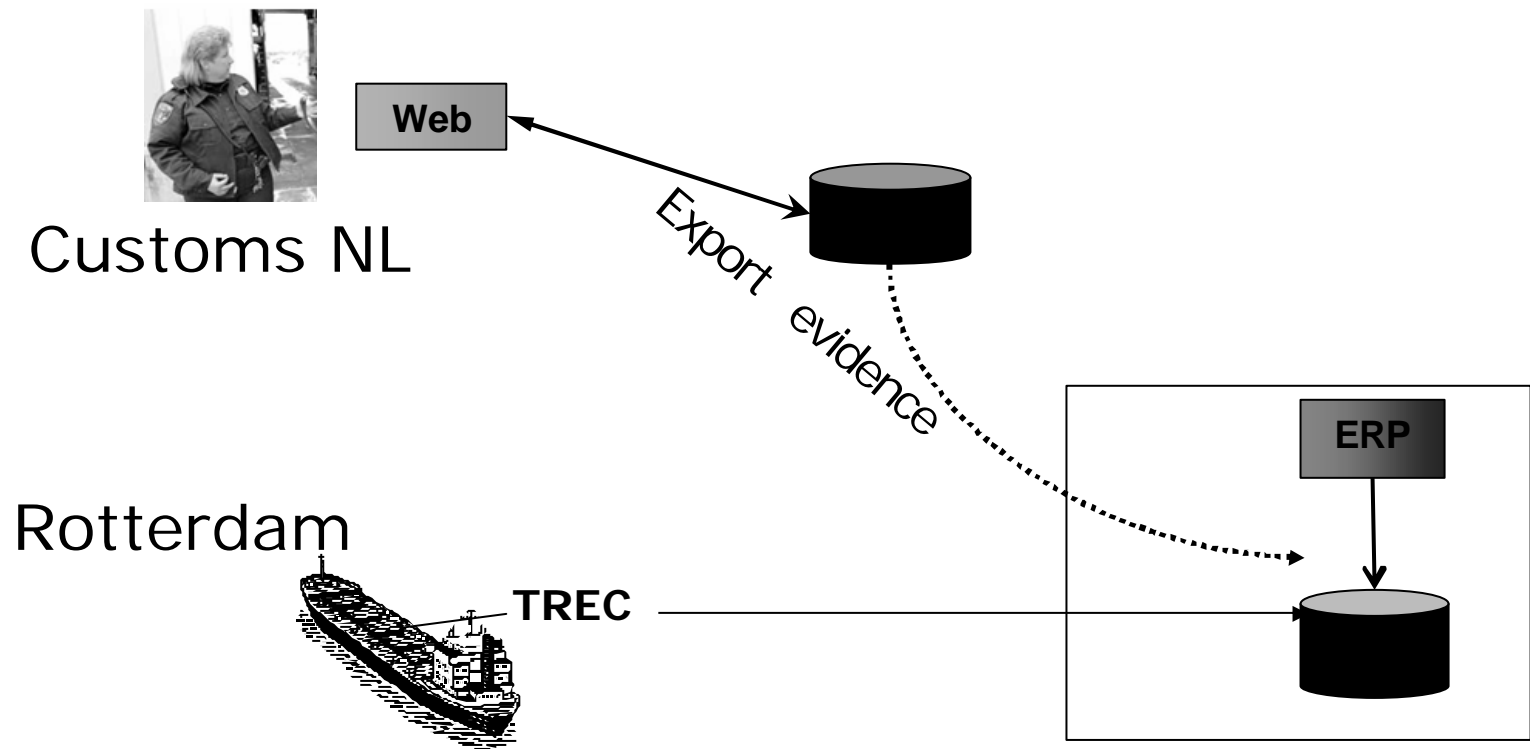 Web
Customs NL
Export evidence
ERP
Rotterdam
TREC